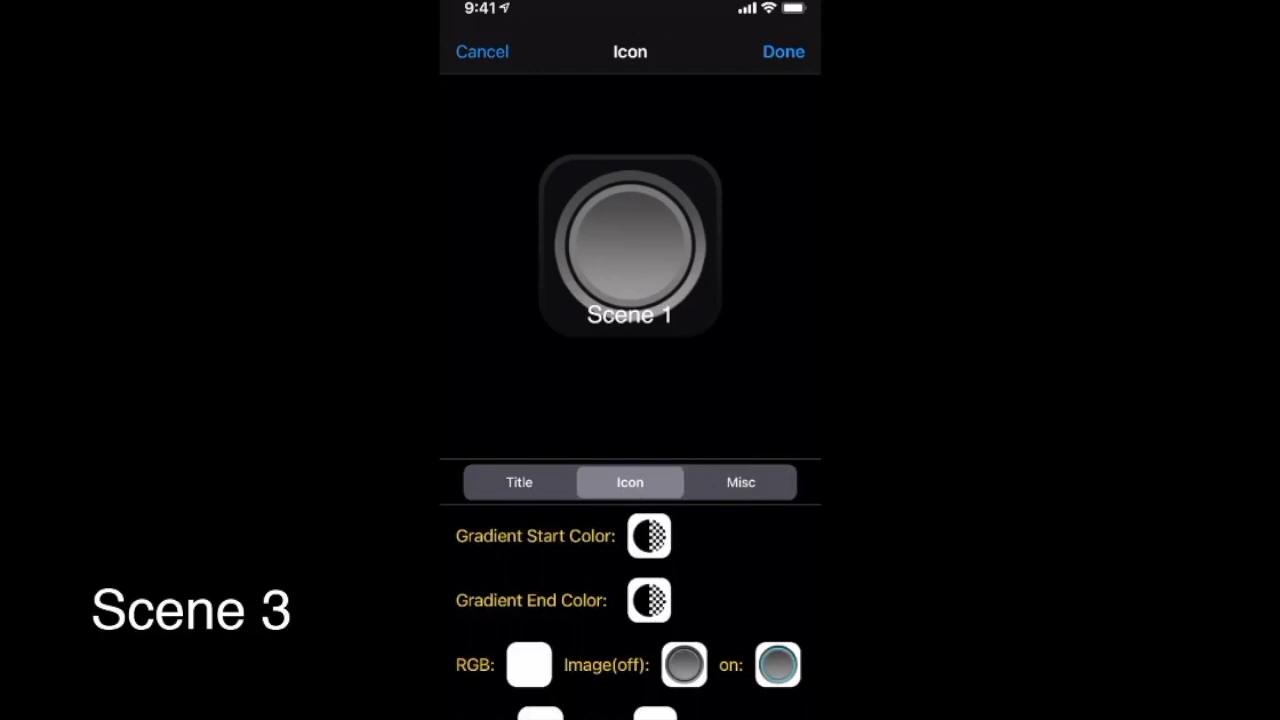 9:41
Cancel Icon Done
Scene 1
Title Icon Misc
Gradient Start Color:
Gradient End Color:
Scene 3
RGB: Image(off): on: